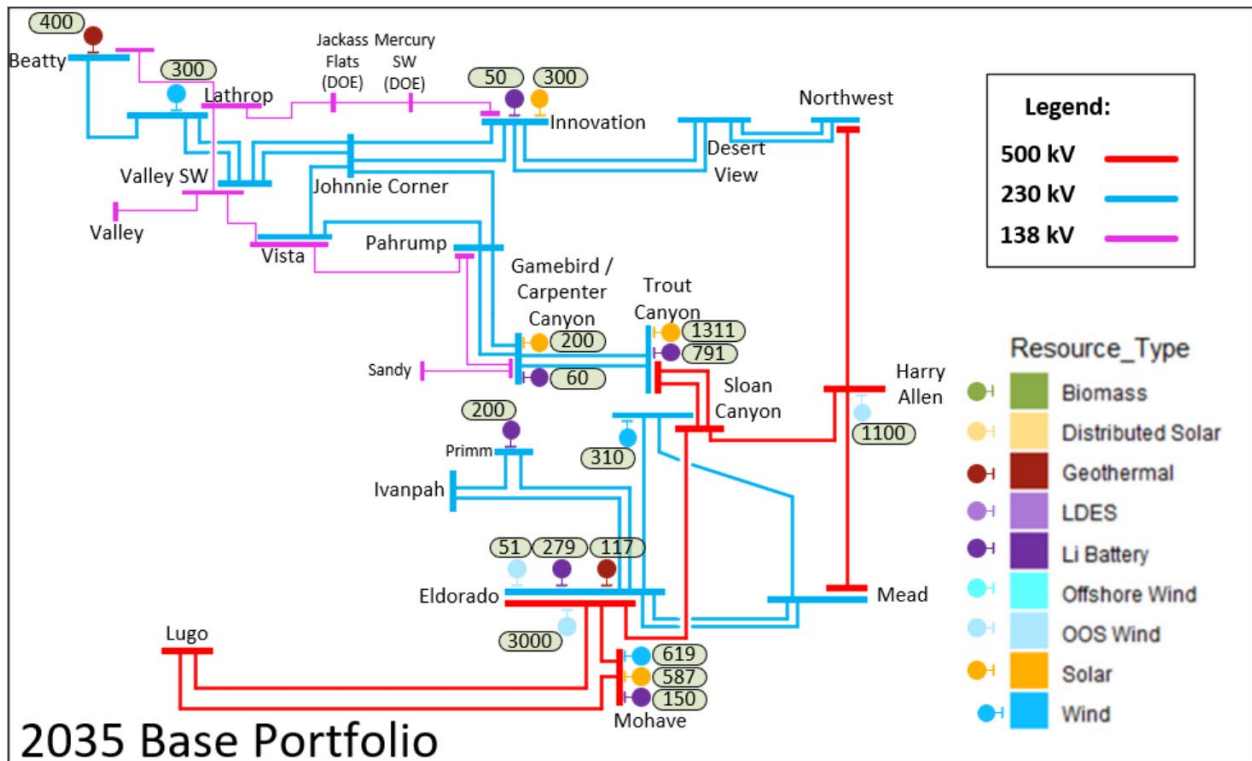 400
Beatty
300
Lathrop
Jackass
Flats
(DOE)
Mercury
SW
(DOE)
50
300
Innovation
Northwest
Desert
View
Valley SW
Johnnie Corner
Valley
Vista
Pahrump
Gamebird /
Carpenter
Canyon
Trout
Canyon
200
60
1311
791
Sandy
Sloan
Canyon
Harry
Allen
1100
200
Primm
310
Ivanpah
51
279
117
Eldorado
3000
Mead
Lugo
619
587
150
Mohave
2035 Base Portfolio
Legend:
500 kV
230 kV
138 kV
Resource_Type
Biomass
Distributed Solar
Geothermal
LDES
Li Battery
Offshore Wind
OOS Wind
Solar
Wind